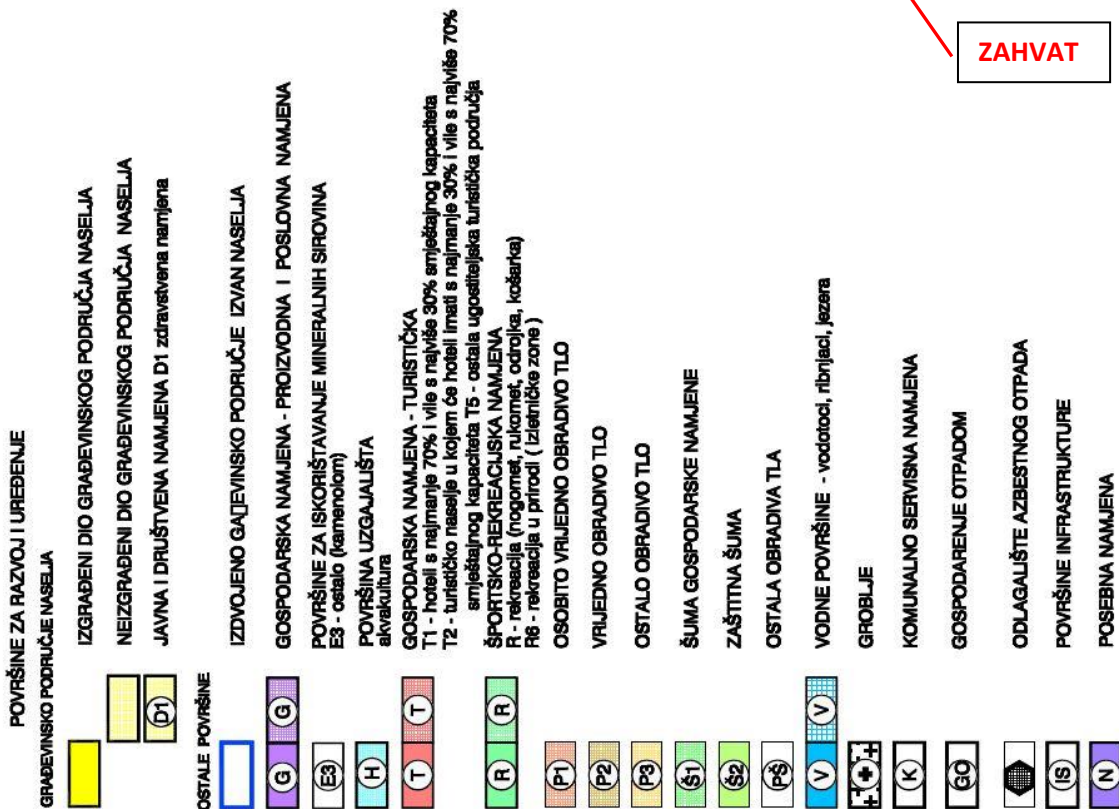 ZAHVAT
POVRŠINE ZA RAZVOJ I UREĐENJE
GRAĐEVINSKO PODRUČJE NASELJA
IZGRAĐENI DIO GRAĐEVINSKOG PODRUČJA NASELJA
NEIZGRAĐENI DIO GRAĐEVINSKOG PODRUČJA NASELJA
D1 JAVNA I DRUŠTVENA NAMJENA D1 zdravstvena namjena
OSTALE POVRŠINE
IZDVOJENO GA[]EVINSKO PODRUČJE IZVAN NASELJA
G G GOSPODARSKA NAMJENA - PROIZVODNA I POSLOVNA NAMJENA
E3 POVRŠINE ZA ISKORIŠTAVANJE MINERALNIH SIROVINA
E3 - ostalo (kamenolom)
H POVRŠINA UZGAJALIŠTA
akvakultura
T T GOSPODARSKA NAMJENA - TURISTIČKA
T1 - hoteli s najmanje 70% i vile s najviše 30% smještajnog kapaciteta
T2 - turističko naselje u kojem će hoteli imati s najmanje 30% i vile s najviše 70%
smještajnog kapaciteta T5 - ostala ugostiteljska turistička područja
R R ŠPORTSKO-REKREACIJSKA NAMJENA
R - rekreacija (nogomet, rukomet, odrojka, košarka)
R6 - rekreacija u prirodi ( izletničke zone )
P1 OSOBITO VRIJEDNO OBRADIVO TLO
P2 VRIJEDNO OBRADIVO TLO
P3 OSTALO OBRADIVO TLO
Š1 ŠUMA GOSPODARSKE NAMJENE
Š2 ZAŠTITNA ŠUMA
PŠ OSTALA OBRADIVA TLA
V V VODNE POVRŠINE - vodotoci, ribnjaci, jezera
GROBLJE
K KOMUNALNO SERVISNA NAMJENA
GO GOSPODARENJE OTPADOM
ODLAGALIŠTE AZBESTNOG OTPADA
IS POVRŠINE INFRASTRUKTURE
N POSEBNA NAMJENA